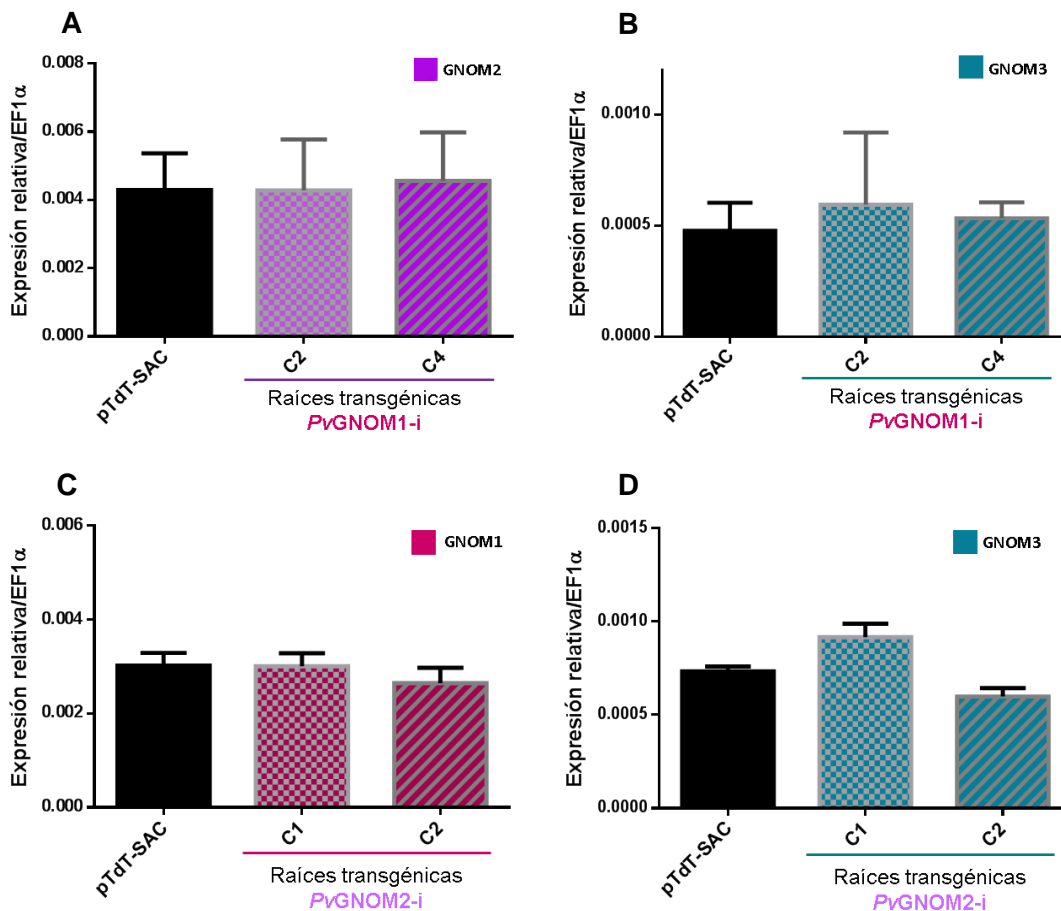 A
GNOM2
Expresión relativa/EF1α
0.008
0.006
0.004
0.002
0.000
pTdT-SAC
C2
C4
Raíces transgénicas
PvGNOM1-i
B
GNOM3
Expresión relativa/EF1α
0.0010
0.0005
0.0000
pTdT-SAC
C2
C4
Raíces transgénicas
PvGNOM1-i
C
GNOM1
Expresión relativa/EF1α
0.006
0.004
0.002
0.000
pTdT-SAC
C1
C2
Raíces transgénicas
PvGNOM2-i
D
GNOM3
Expresión relativa/EF1α
0.0015
0.0010
0.0005
0.0000
pTdT-SAC
C1
C2
Raíces transgénicas
PvGNOM2-i